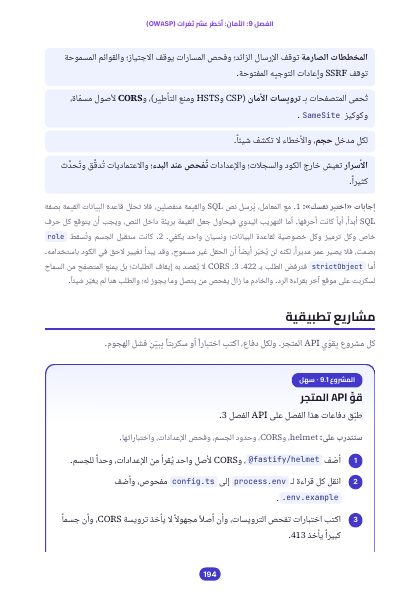 الفصل 9: الأمان: أخطر عشر ثغرات (OWASP)
المخططات الصارمة توقف الإرسال الزائد؛ وفحص المسارات يوقف الاجتياز؛ والقوائم المسموحة
توقف SSRF وإعادات التوجيه المفتوحة.
تُحمى المتصفحات بـ ترويسات الأمان (CSP وHSTS ومنع التأطير)، وCORS لأصول مسمّاة،
وكوكيز SameSite .
لكل مدخل حجم، والأخطاء لا تكشف شيئاً.
الأسرار تعيش خارج الكود والسجلات؛ والإعدادات تُفحص عند البدء؛ والاعتماديات تُدقَّق وتُحدَّث
كثيراً.
إجابات «اختبر نفسك»: 1. مع المعامل، يُرسل نص SQL والقيمة منفصلين، فلا تحلل قاعدة البيانات القيمة بصفة
SQL أبداً، أياً كانت أحرفها. أما التهريب اليدوي فيحاول جعل القيمة بريئة داخل النص، ويجب أن يتوقع كل حرف
خاص وكل ترميز وكل خصوصية لقاعدة البيانات؛ ونسيان واحد يكفي. 2. كانت ستقبل الجسم وتُسقط role
بصمت، فلا يصير عمر مديراً، لكنه لن يُخبَر أيضاً أن الحقل غير مسموح، وقد يبدأ تغيير لاحق في الكود باستخدامه.
أما strictObject فترفض الطلب بـ 422. 3. CORS لا يُقصد به إيقاف الطلبات؛ بل يمنع المتصفح من السماح
لسكربت على موقع آخر بقراءة الرد، والخادم ما زال يفحص من يتصل وما يجوز له؛ والطلب هنا لم يغيّر شيئاً.
مشاريع تطبيقية
كل مشروع يقوّي API المتجر. ولكل دفاع، اكتب اختباراً أو سكربتاً يبيّن فشل الهجوم.
المشروع 9.1 · سهل
قوِّ API المتجر
طبّق دفاعات هذا الفصل على API الفصل 3.
ستتدرب على: helmet، وCORS، وحدود الجسم، وفحص الإعدادات، واختباراتها.
1 أضف @fastify/helmet ، وCORS لأصل واحد يُقرأ من الإعدادات، وحداً للجسم.
2 انقل كل قراءة لـ process.env إلى config.ts مفحوص، وأضف
.env.example .
3 اكتب اختبارات تفحص الترويسات، وأن أصلاً مجهولاً لا يأخذ ترويسة CORS، وأن جسماً
كبيراً يأخذ 413.
194